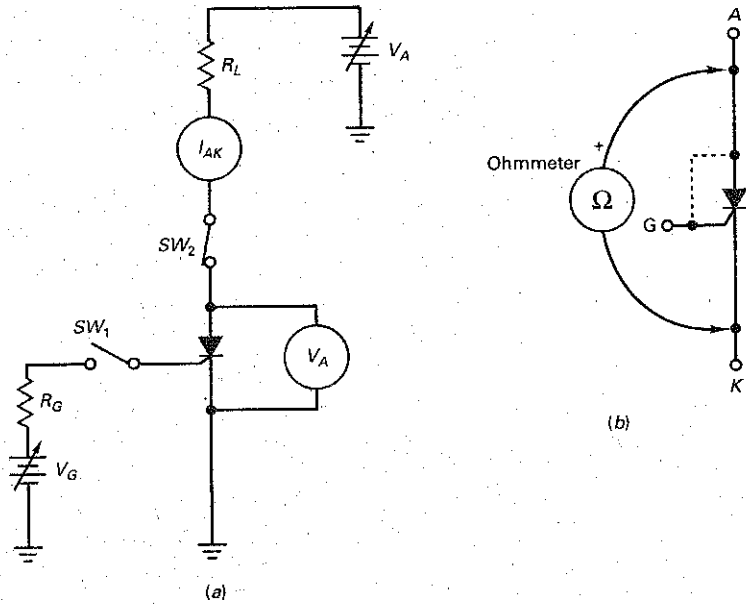 R_L
V_A
I_AK
SW_2
SW_1
V_A
R_G
V_G
(a)
A
+
Ohmmeter
Ω
G
K
(b)